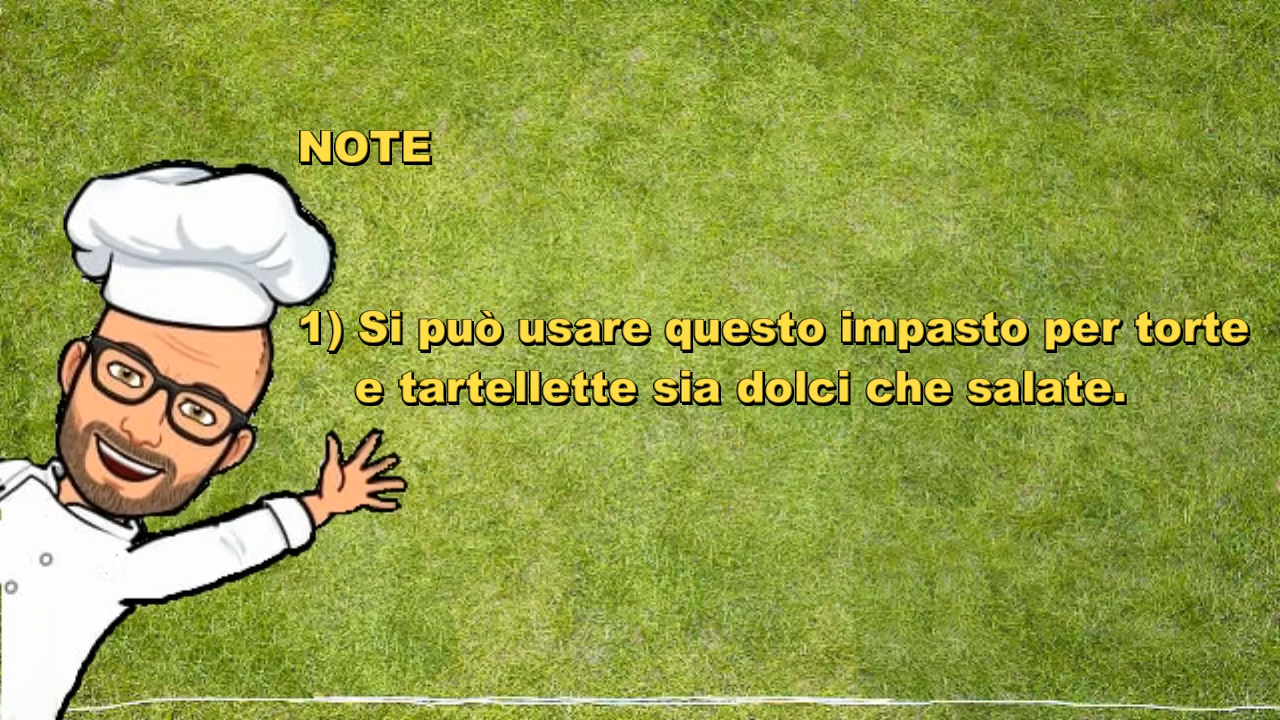 NOTE
1) Si può usare questo impasto per torte
e tartellette sia dolci che salate.